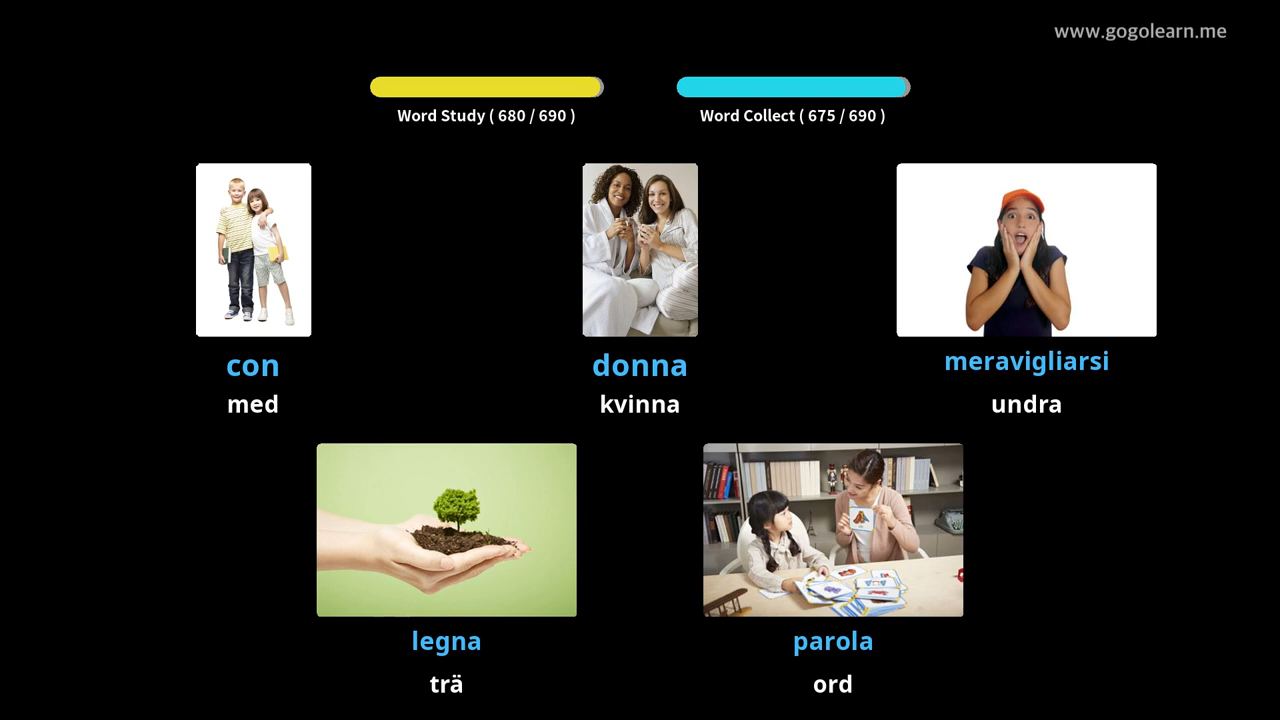 www.gogolearn.me
Word Study ( 680 / 690 )
Word Collect ( 675 / 690 )
con
donna
meravigliarsi
med
kvinna
undra
legna
parola
trä
ord